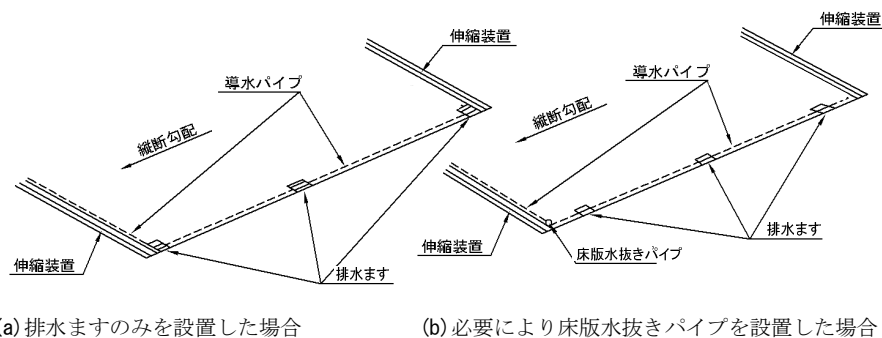 伸縮装置
導水パイプ
縦断勾配
伸縮装置
排水ます
(a)排水ますのみを設置した場合
伸縮装置
導水パイプ
縦断勾配
伸縮装置
床版水抜きパイプ
排水ます
(b)必要により床版水抜きパイプを設置した場合